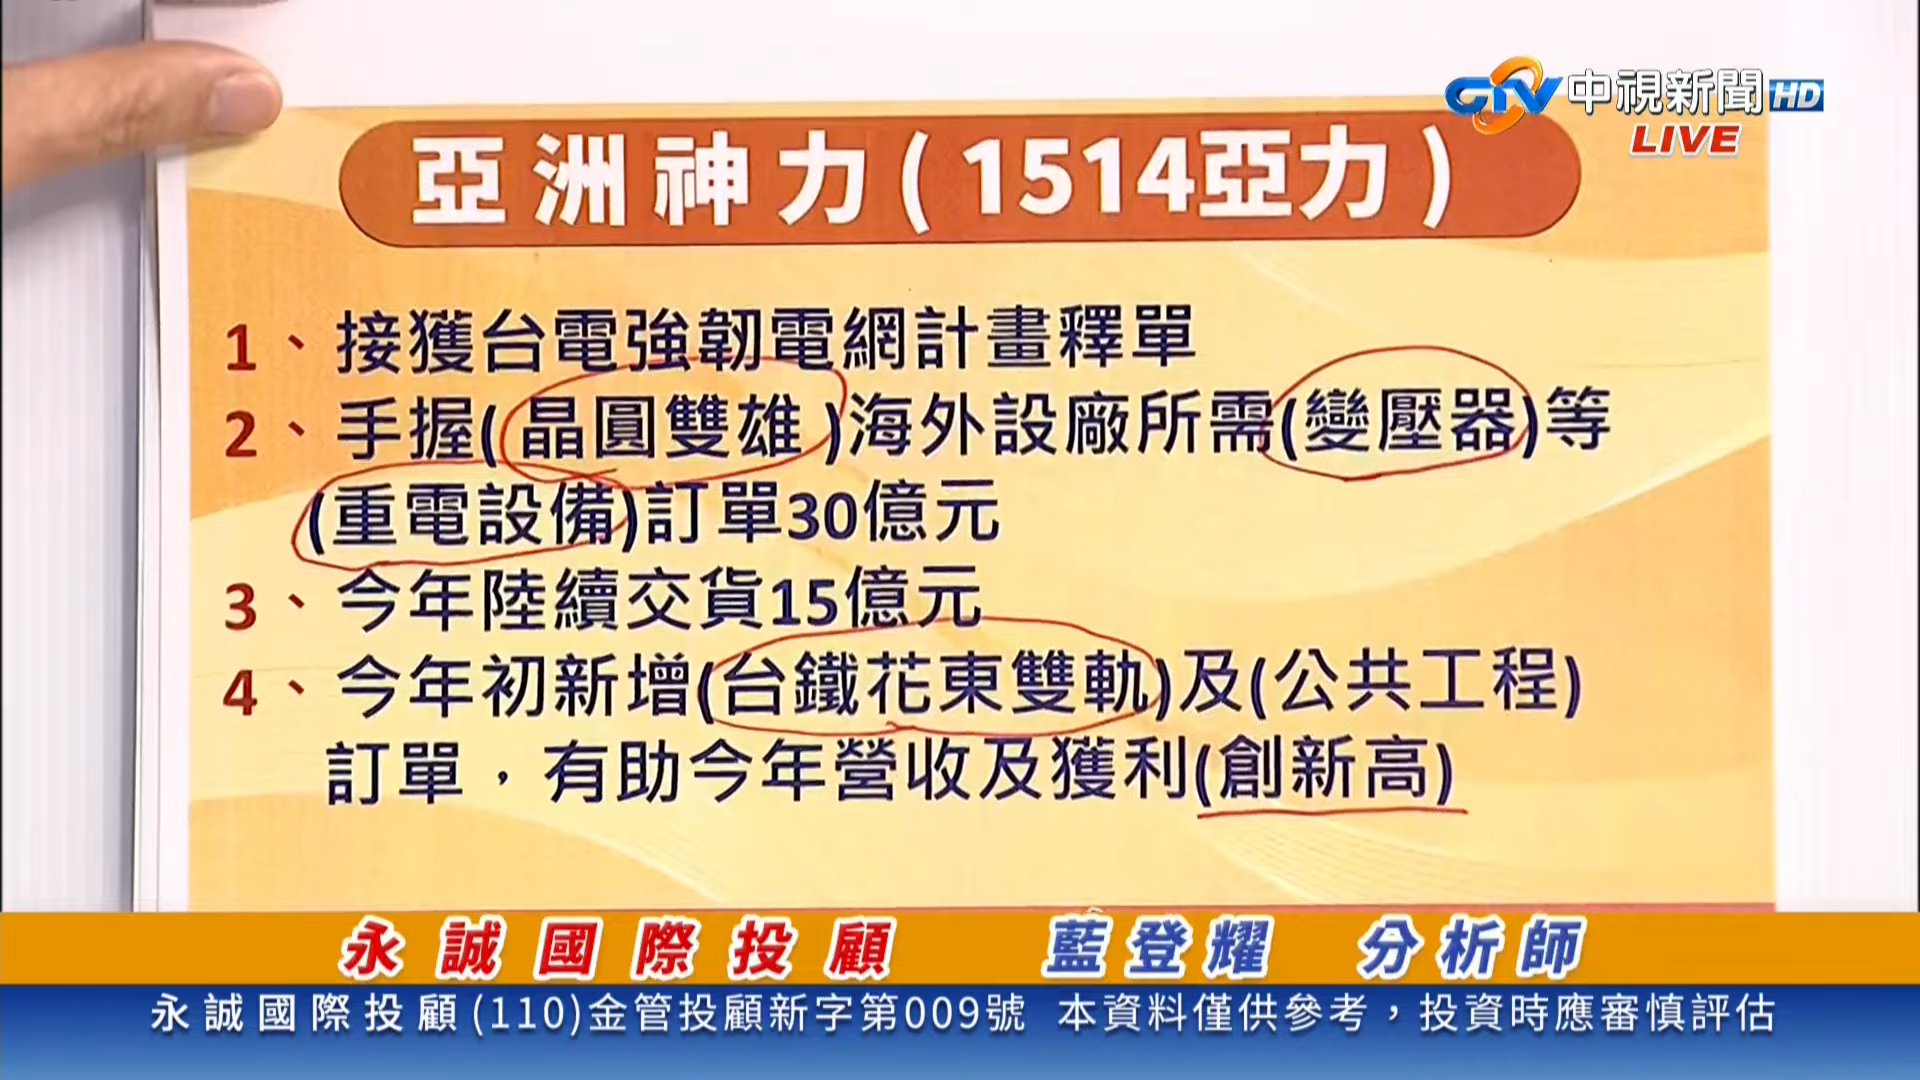 CTV中視新聞HD
LIVE
亞洲神力(1514亞力)
1、接獲台電強韌電網計畫釋單
2、手握(晶圓雙雄)海外設廠所需(變壓器)等
(重電設備)訂單30億元
3、今年陸續交貨15億元
4、今年初新增(台鐵花東雙軌)及(公共工程)
訂單，有助今年營收及獲利(創新高)
永誠國際投顧 藍登耀 分析師
永誠國際投顧(110)金管投顧新字第009號 本資料僅供參考，投資時應審慎評估